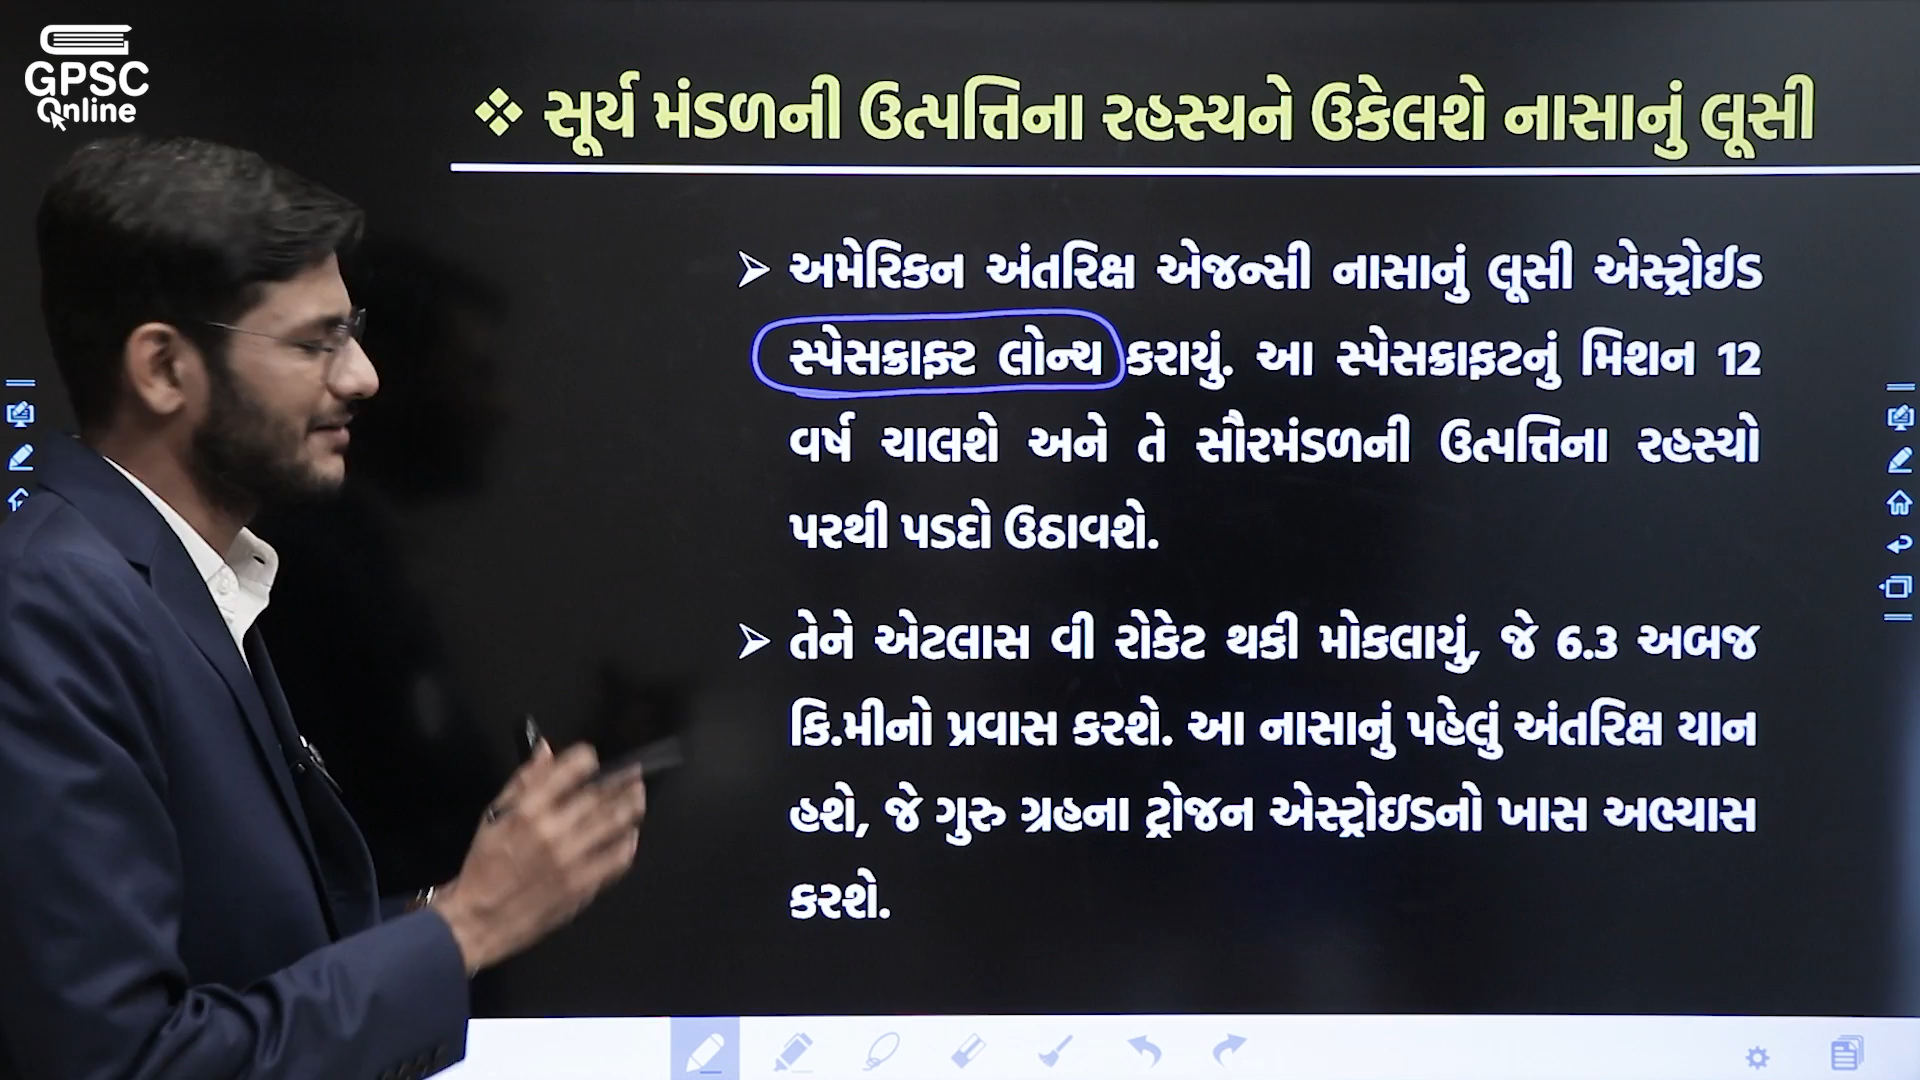 GPSC
Online
❖ સૂર્ય મંડળની ઉત્પત્તિના રહસ્યને ઉકેલશે નાસાનું લૂસી
➢ અમેરિકન અંતરિક્ષ એજન્સી નાસાનું લૂસી એસ્ટ્રોઈડ
સ્પેસક્રાફ્ટ લોન્ચ કરાયું. આ સ્પેસક્રાફટનું મિશન 12
વર્ષ ચાલશે અને તે સૌરમંડળની ઉત્પત્તિના રહસ્યો
પરથી પડદો ઉઠાવશે.
➢ તેને એટલાસ વી રોકેટ થકી મોકલાયું, જે 6.3 અબજ
કિ.મીનો પ્રવાસ કરશે. આ નાસાનું પહેલું અંતરિક્ષ યાન
હશે, જે ગુરુ ગ્રહના ટ્રોજન એસ્ટ્રોઇડનો ખાસ અભ્યાસ
કરશે.